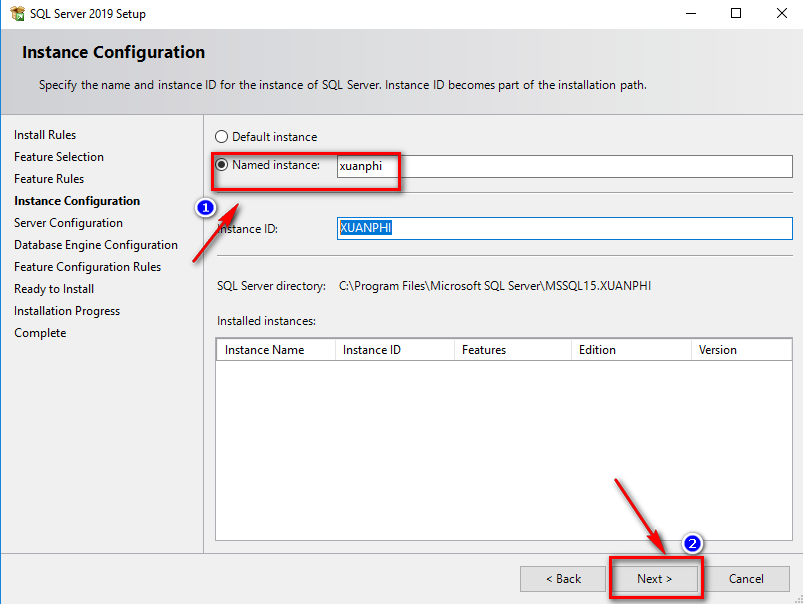 SQL Server 2019 Setup
Instance Configuration
Specify the name and instance ID for the instance of SQL Server. Instance ID becomes part of the installation path.
Install Rules
Feature Selection
Feature Rules
Instance Configuration
Server Configuration
Database Engine Configuration
Feature Configuration Rules
Ready to Install
Installation Progress
Complete
Default instance
Named instance: xuanphi
1
Instance ID: XUANPHI
SQL Server directory: C:\Program Files\Microsoft SQL Server\MSSQL15.XUANPHI
Installed instances:
Instance Name Instance ID Features Edition Version
2
< Back Next > Cancel